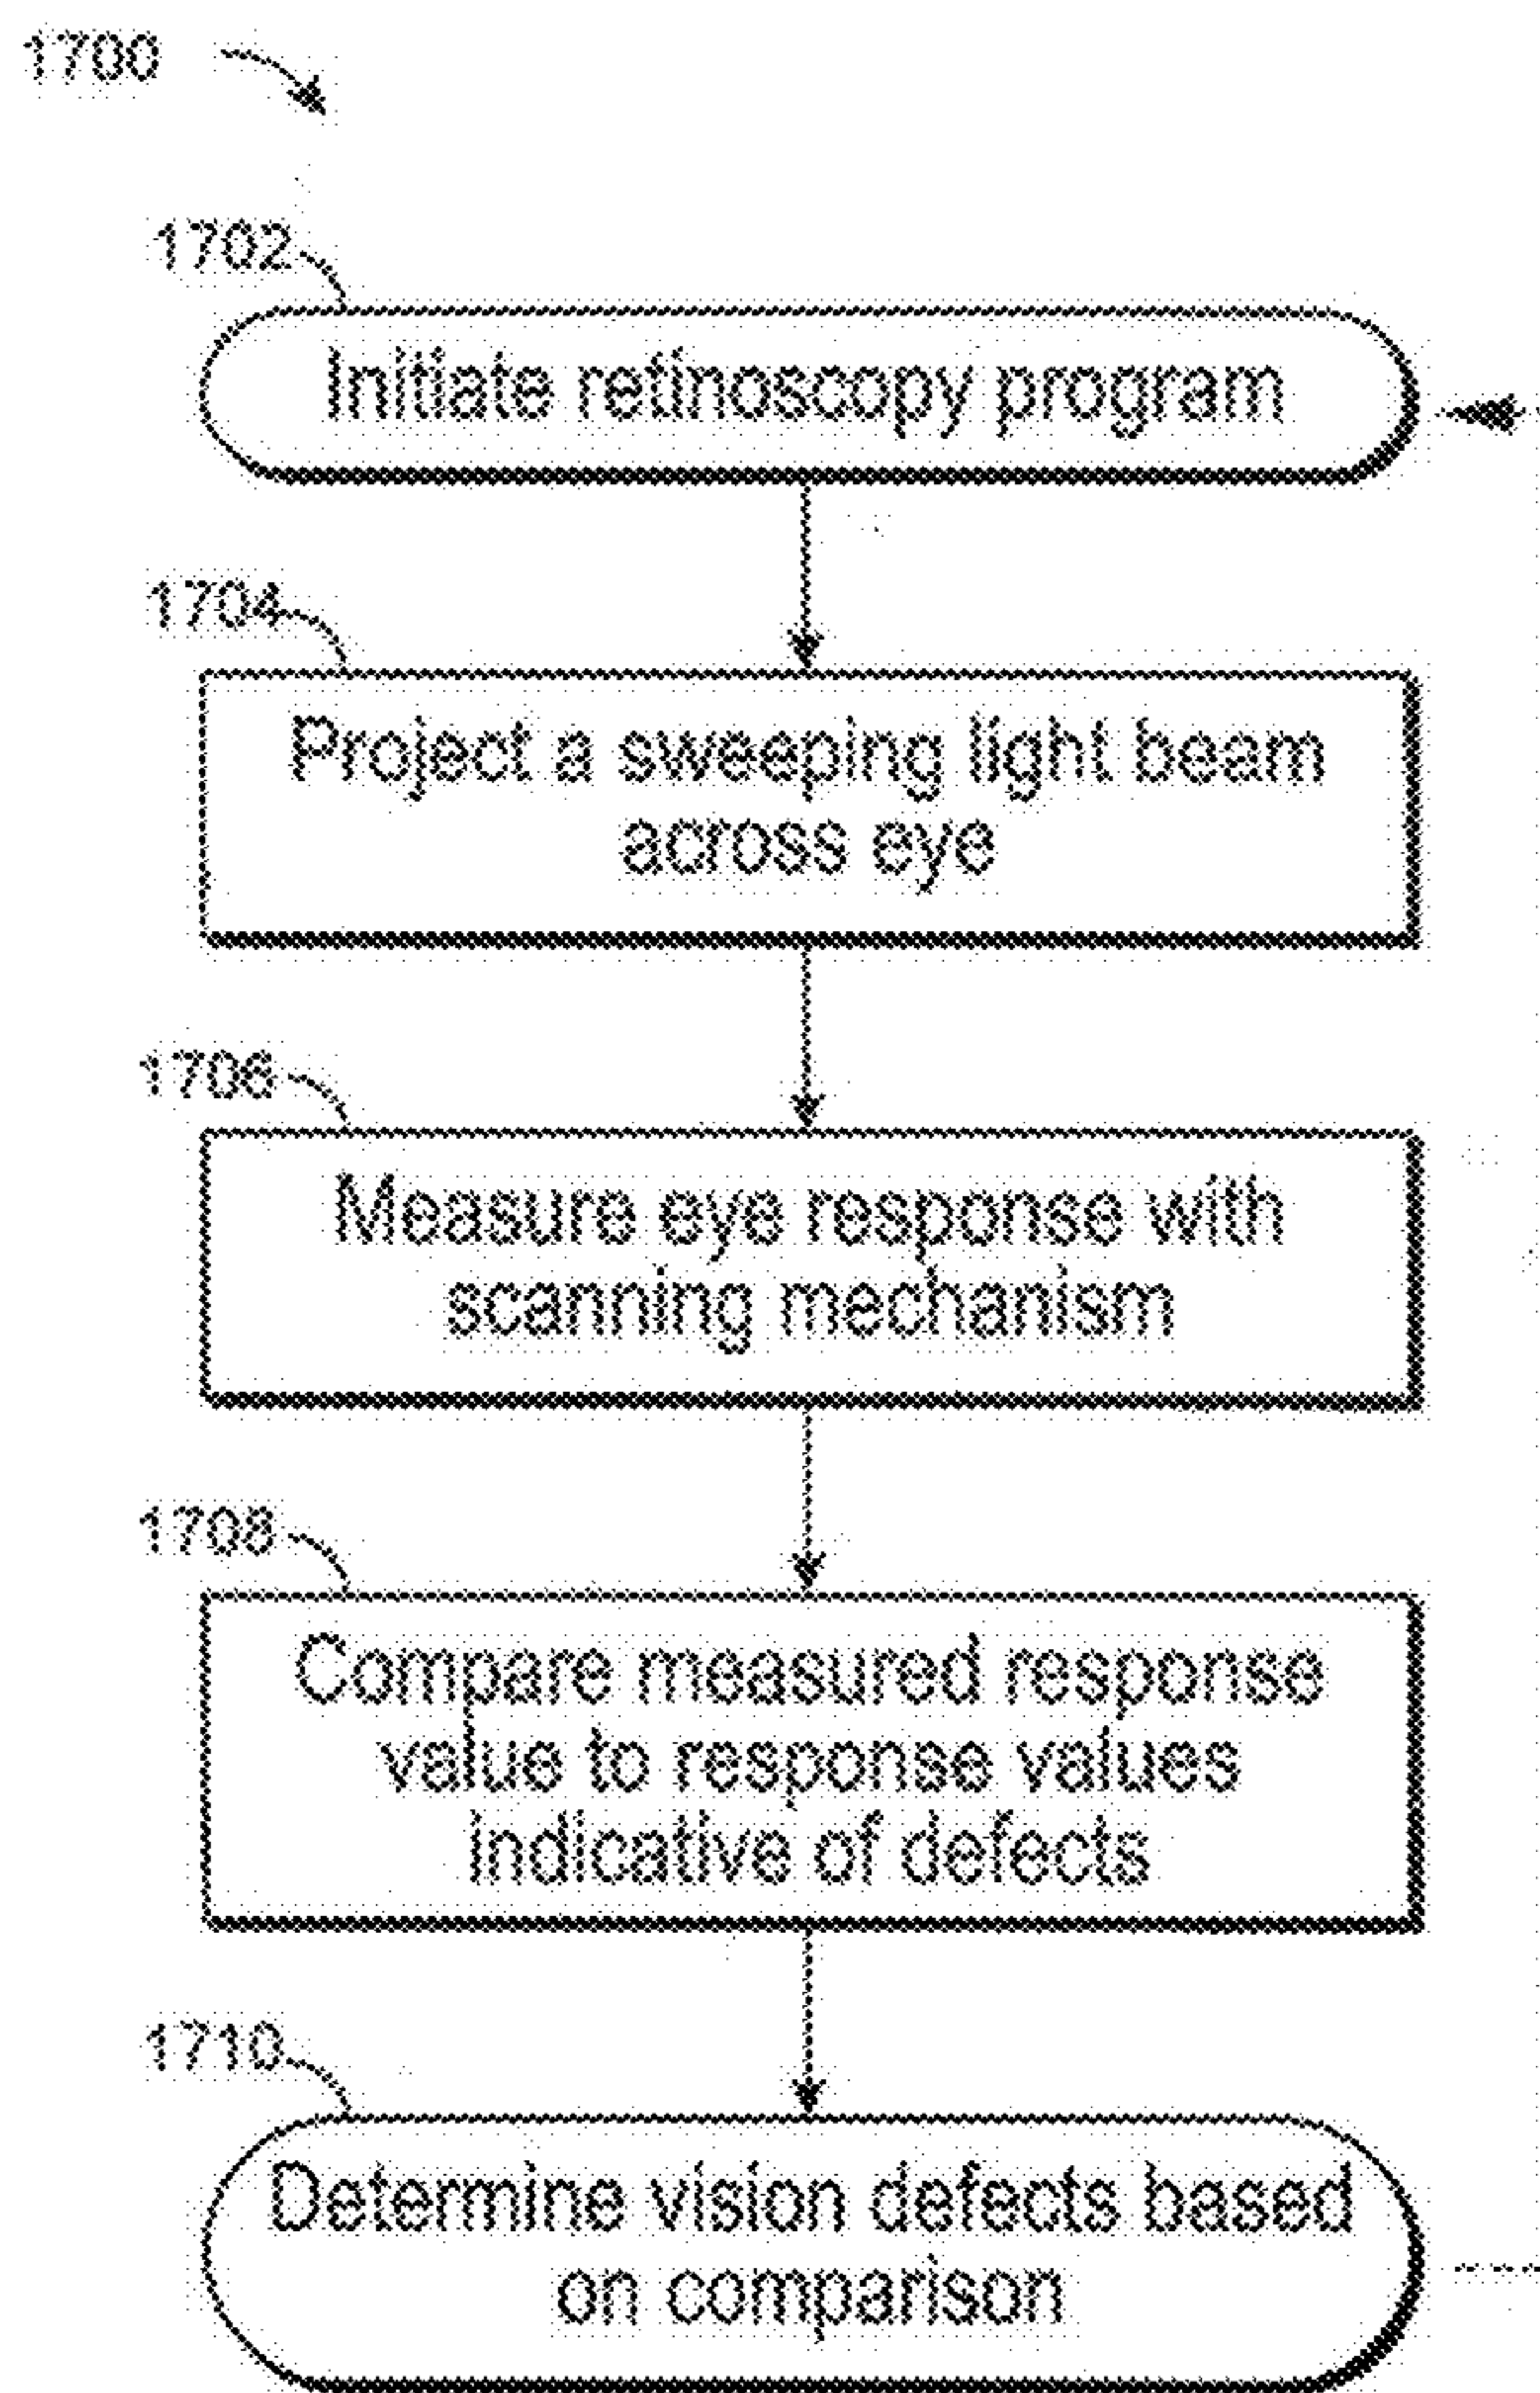 1700
1702
Initiate retinoscopy program
1704
Project a sweeping light beam
across eye
1706
Measure eye response with
scanning mechanism
1708
Compare measured response
value to response values
indicative of defects
1710
Determine vision defects based
on comparison